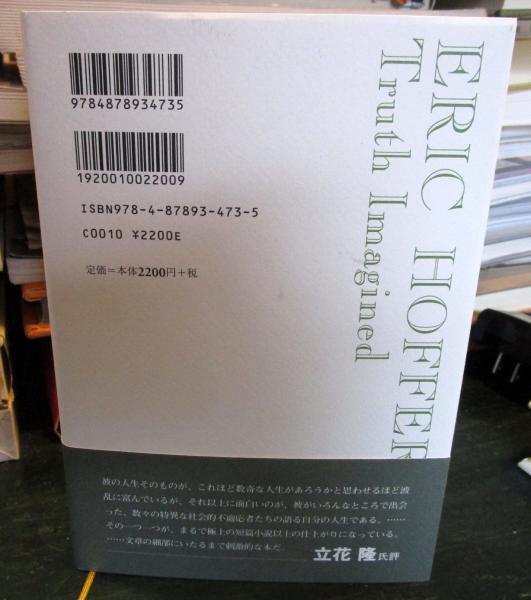 ERIC HOFFER
Truth Imagined
9784878934735
1920010022009
ISBN978-4-87893-473-5
C0010 ¥2200E
定価＝本体2200円＋税
彼の人生そのものが、これほど数奇な人生があろうかと思わせるほど波
乱に富んでいるが、それ以上に面白いのが、彼がいろんなところで出会
った、数々の特異な社会的不適応者たちの語る自分の人生である。……
その一つ一つが、まるで極上の短篇小説以上の仕上がりになっている。
……文章の細部にいたるまで刺激的な本だ。
立花 隆氏評